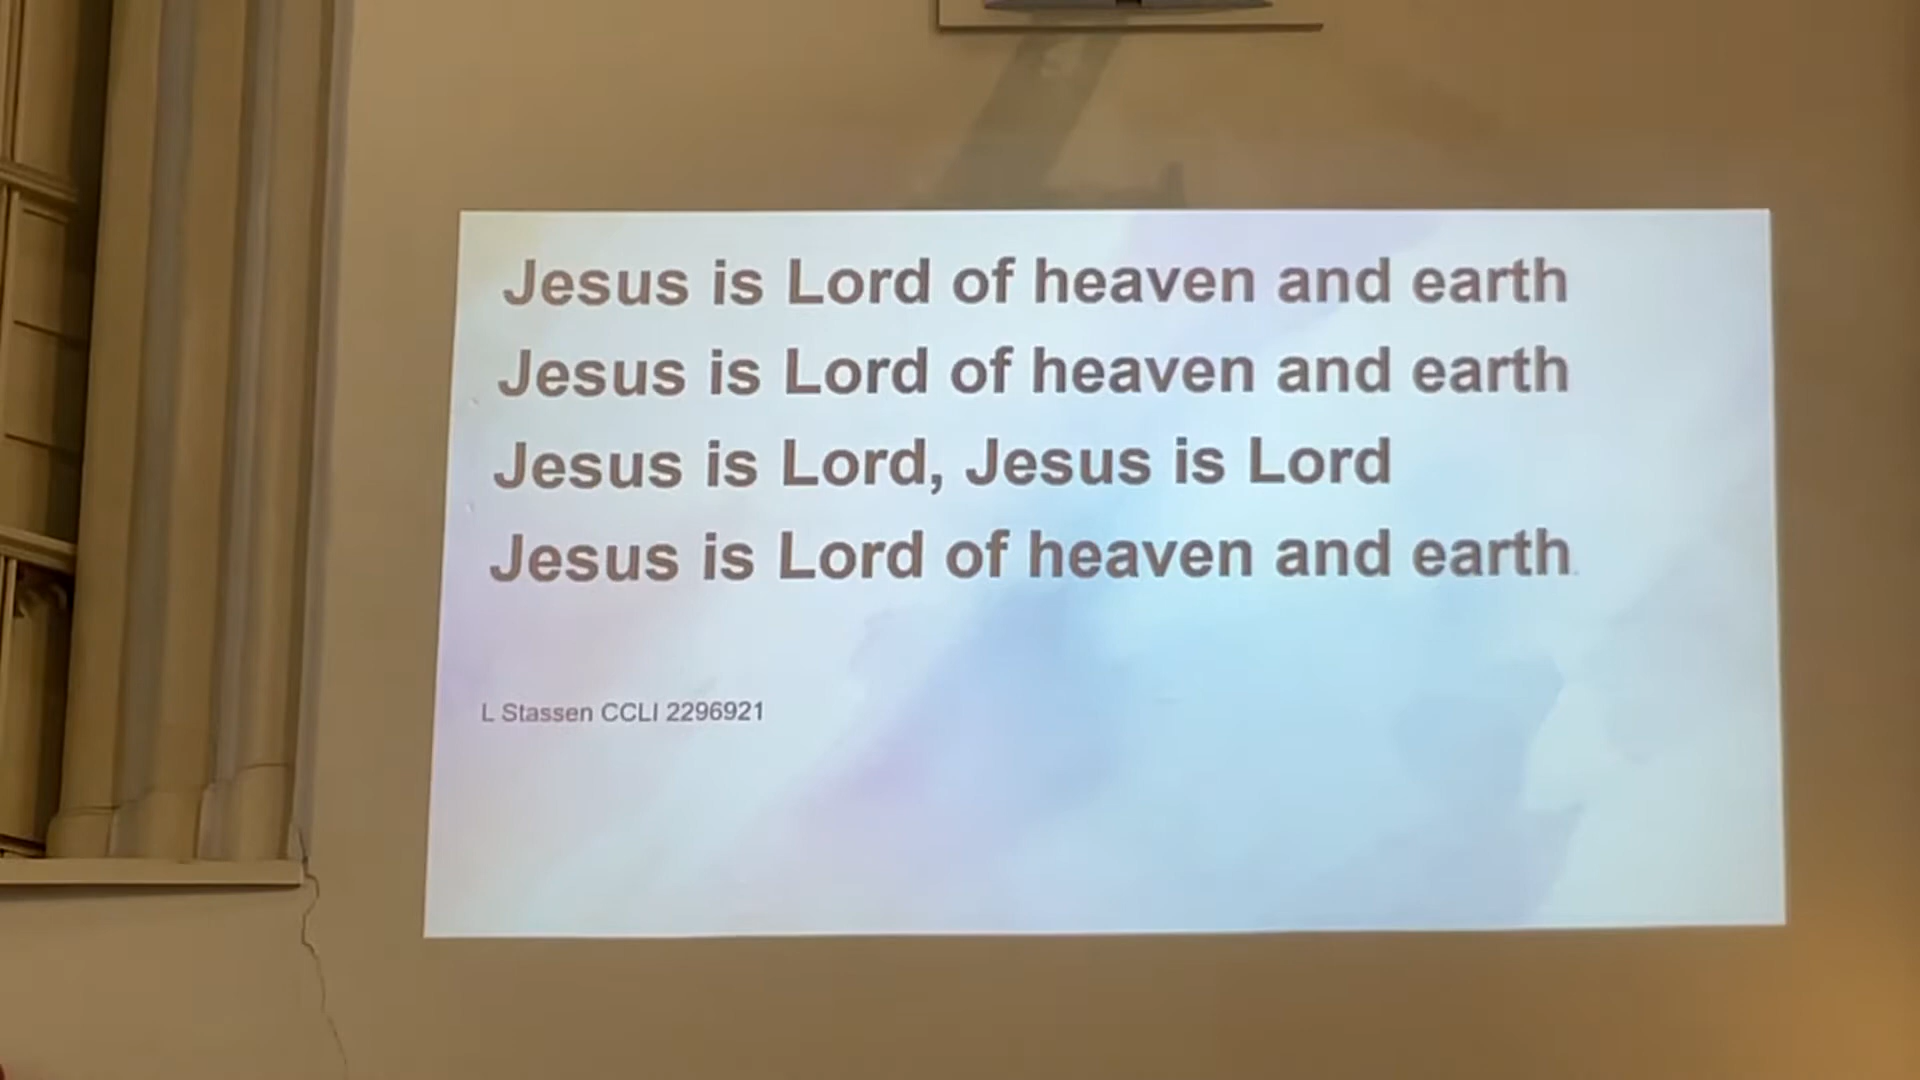 Jesus is Lord of heaven and earth
Jesus is Lord of heaven and earth
Jesus is Lord, Jesus is Lord
Jesus is Lord of heaven and earth.
L Stassen CCLI 2296921